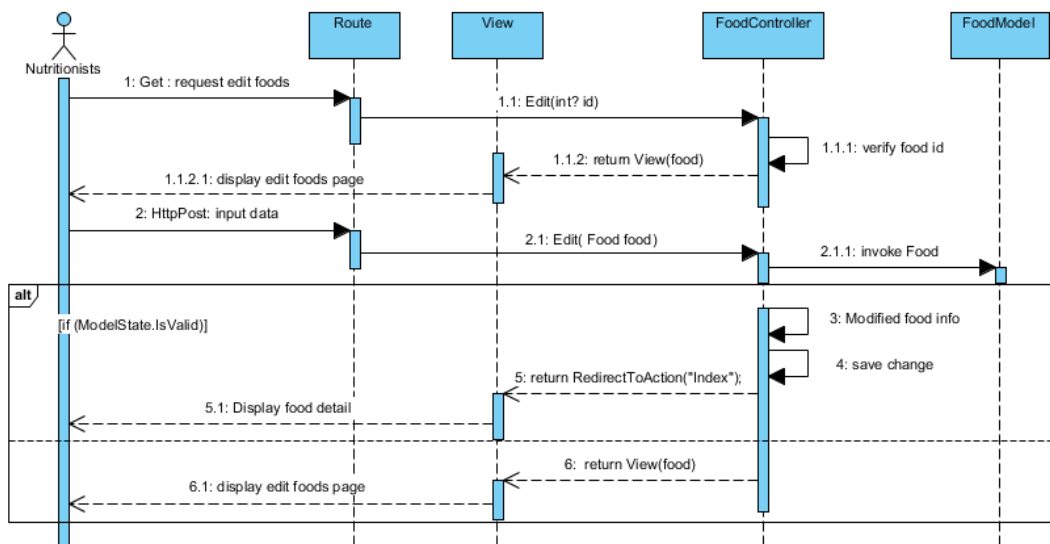 Route
View
FoodController
FoodModel
Nutritionists
1: Get : request edit foods
1.1: Edit(int? id)
1.1.1: verify food id
1.1.2: return View(food)
1.1.2.1: display edit foods page
2: HttpPost: input data
2.1: Edit( Food food)
2.1.1: invoke Food
alt
[if (ModelState.IsValid)]
3: Modified food info
4: save change
5: return RedirectToAction("Index");
5.1: Display food detail
6: return View(food)
6.1: display edit foods page